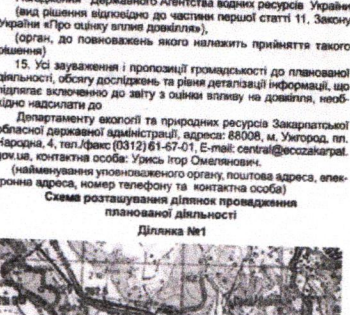 Державного Агентства водних ресурсів України
(вид рішення відповідно до частини першої статті 11, Закону
України «Про оцінку вплив довкілля»),
(орган, до повноважень якого належить прийняття такого
рішення)
15. Усі зауваження і пропозиції громадськості до планованої
діяльності, обсягу досліджень та рівня деталізації інформації, що
підлягає включенню до звіту з оцінки впливу на довкілля, необ-
хідно надсилати до
Департаменту екології та природних ресурсів Закарпатської
обласної державної адміністрації, адреса: 88008, м. Ужгород, пл.
Народна, 4, тел./факс (0312) 61-67-01, E-mail: central@ecozakarpat.
gov.ua, контактна особа: Урись Ігор Омелянович.
(найменування уповноваженого органу, поштова адреса, елек-
тронна адреса, номер телефону та контактна особа)
Схема розташування ділянок провадження
планованої діяльності
Ділянка №1